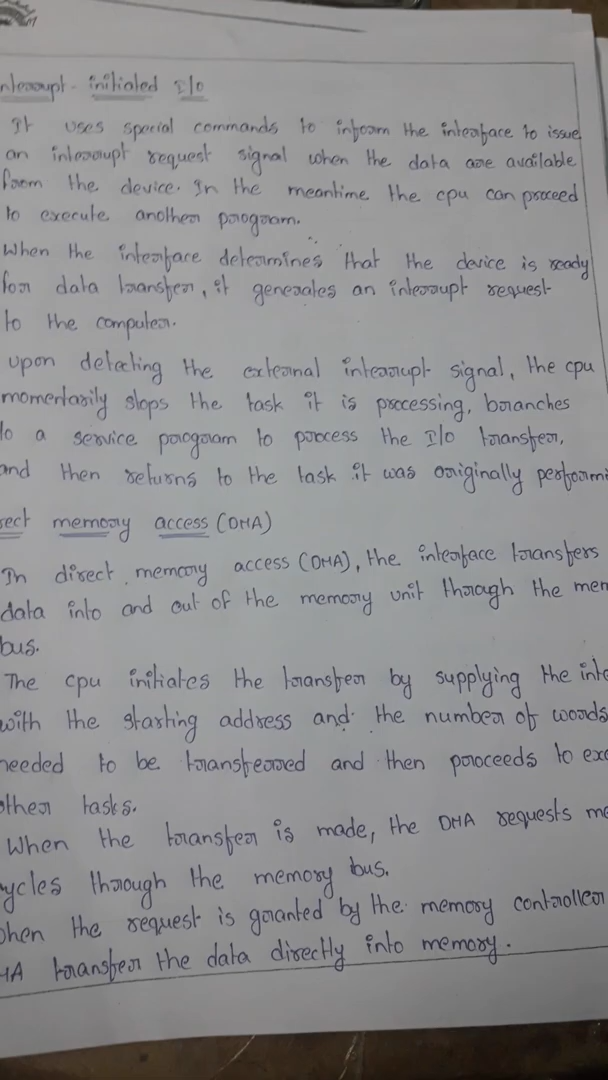 nterrupt - initiated I/o
It uses special commands to inform the interface to issue
an interrupt request signal when the data are available
from the device. In the meantime the cpu can proceed
to execute another program.
When the interface determines that the device is ready
for data transfer, it generates an interrupt request
to the computer.
upon detecting the external interrupt signal, the cpu
momentarily stops the task it is processing, branches
to a service program to process the I/o transfer,
and then returns to the task it was originally performi
rect memory access (DMA)
In direct memory access (DMA), the interface transfers
data into and out of the memory unit through the mem
bus.
The cpu initiates the transfer by supplying the inte
with the starting address and the number of words
needed to be transferred and then proceeds to exe
other tasks.
When the transfer is made, the DMA requests me
ycles through the memory bus.
When the request is granted by the memory controller
MA transfer the data directly into memory.